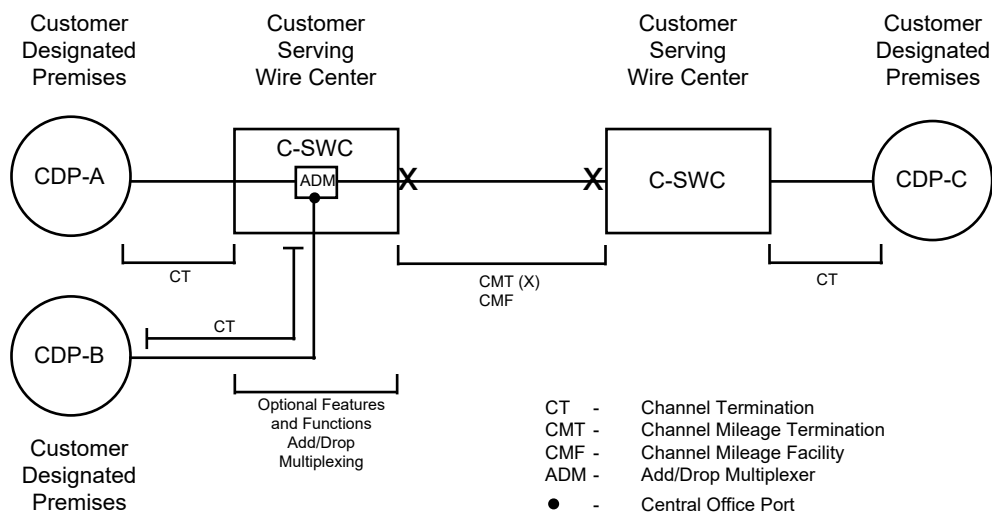 Customer
Designated
Premises
Customer
Serving
Wire Center
Customer
Serving
Wire Center
Customer
Designated
Premises
CDP-A
C-SWC
ADM
X
X
C-SWC
CDP-C
CT
CMT (X)
CMF
CT
CT
CDP-B
Optional Features
and Functions
Add/Drop
Multiplexing
Customer
Designated
Premises
CT - Channel Termination
CMT - Channel Mileage Termination
CMF - Channel Mileage Facility
ADM - Add/Drop Multiplexer
● - Central Office Port